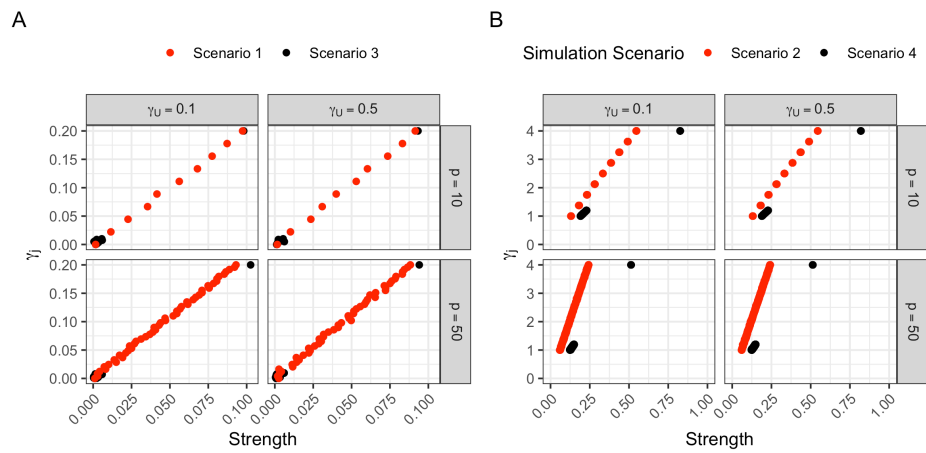 A
B
Scenario 1 Scenario 3
Simulation Scenario Scenario 2 Scenario 4
γU = 0.1 γU = 0.5
γU = 0.1 γU = 0.5
γj
0.20
0.15
0.10
0.05
0.00
p = 10
0.20
0.15
0.10
0.05
0.00
p = 50
0.000 0.025 0.050 0.075 0.100 0.000 0.025 0.050 0.075 0.100
Strength
γj
4
3
2
1
0
p = 10
4
3
2
1
0
p = 50
0.00 0.25 0.50 0.75 1.00 0.00 0.25 0.50 0.75 1.00
Strength